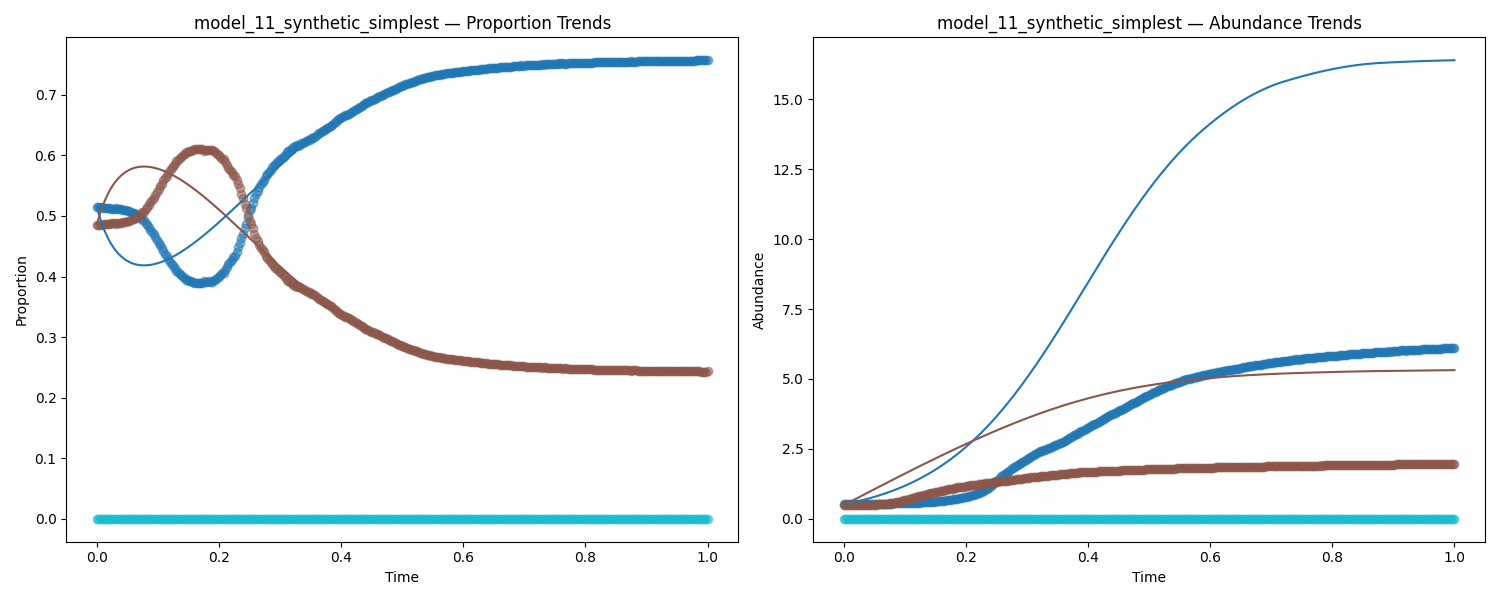 model_11_synthetic_simplest — Proportion Trends
Proportion
0.7
0.6
0.5
0.4
0.3
0.2
0.1
0.0
0.0 0.2 0.4 0.6 0.8 1.0
Time
model_11_synthetic_simplest — Abundance Trends
Abundance
15.0
12.5
10.0
7.5
5.0
2.5
0.0
0.0 0.2 0.4 0.6 0.8 1.0
Time